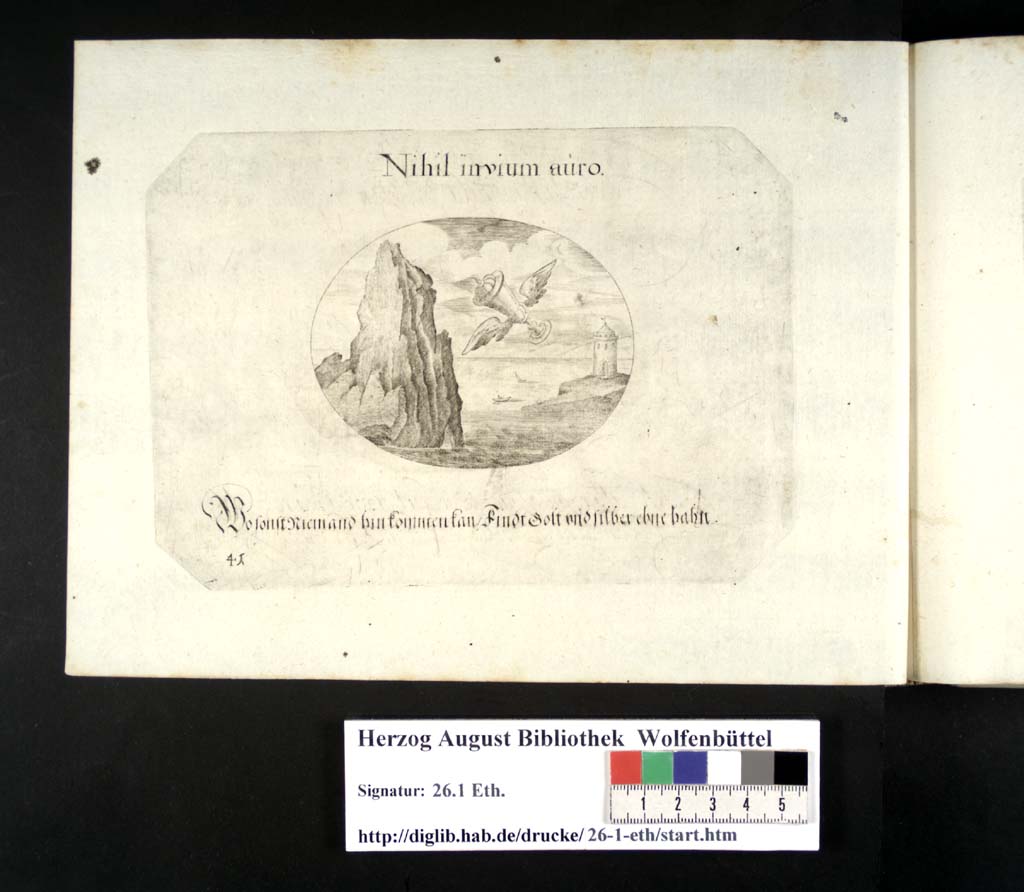 Nihil invium auro.
Wo sonst Niemand hin kommen kan, Findt Golt und silber ebne bahn.
41
Herzog August Bibliothek Wolfenbüttel
Signatur: 26.1 Eth.
1 2 3 4 5
http://diglib.hab.de/drucke/26-1-eth/start.htm